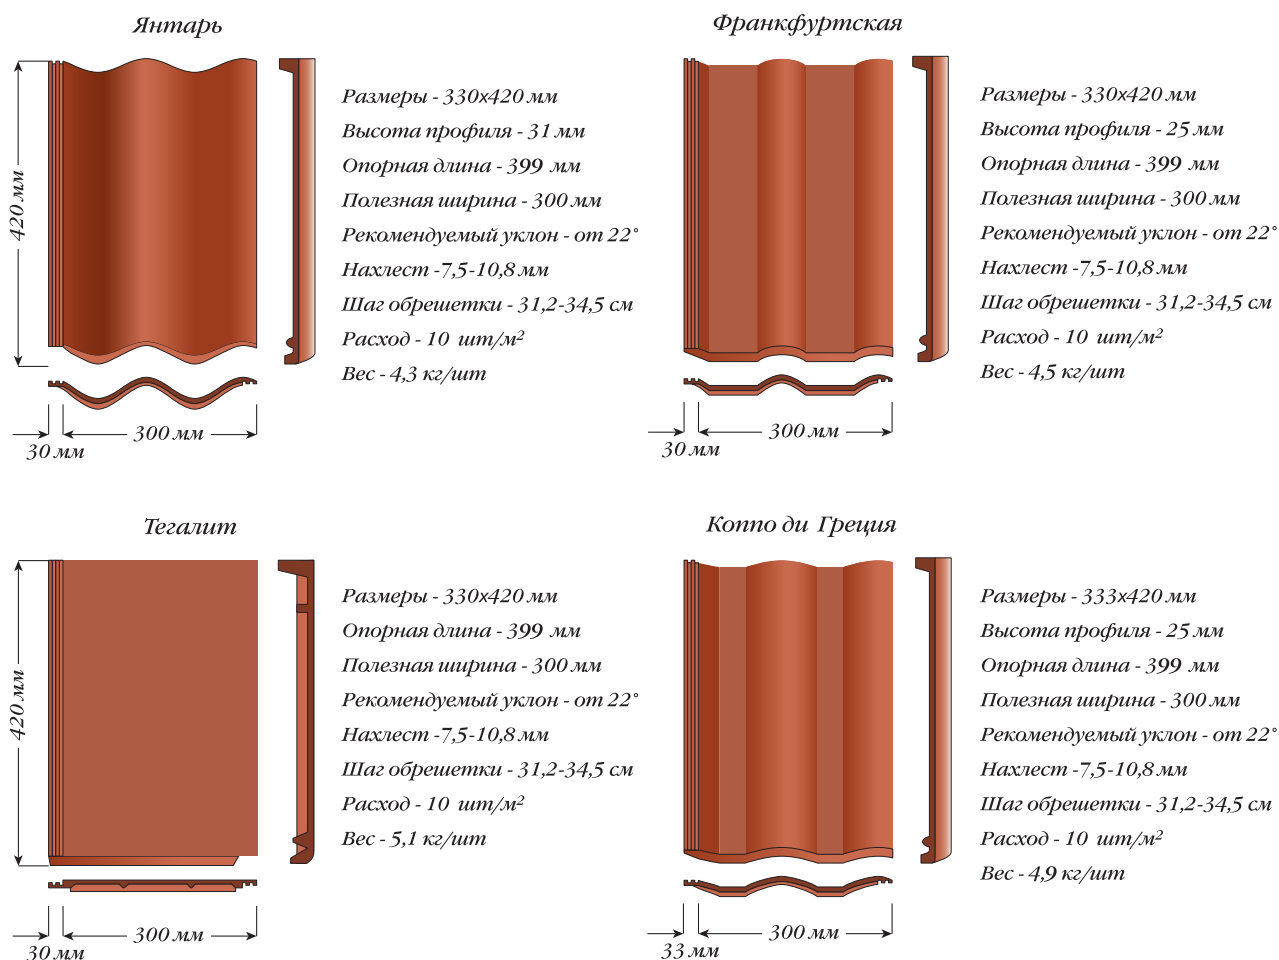 Янтарь
420 мм
Размеры - 330х420 мм
Высота профиля - 31 мм
Опорная длина - 399 мм
Полезная ширина - 300 мм
Рекомендуемый уклон - от 22°
Нахлест -7,5-10,8 мм
Шаг обрешетки - 31,2-34,5 см
Расход - 10 шт/м²
Вес - 4,3 кг/шт
300 мм
30 мм
Франкфуртская
Размеры - 330х420 мм
Высота профиля - 25 мм
Опорная длина - 399 мм
Полезная ширина - 300 мм
Рекомендуемый уклон - от 22°
Нахлест -7,5-10,8 мм
Шаг обрешетки - 31,2-34,5 см
Расход - 10 шт/м²
Вес - 4,5 кг/шт
300 мм
30 мм
Тегалит
420 мм
Размеры - 330х420 мм
Опорная длина - 399 мм
Полезная ширина - 300 мм
Рекомендуемый уклон - от 22°
Нахлест -7,5-10,8 мм
Шаг обрешетки - 31,2-34,5 см
Расход - 10 шт/м²
Вес - 5,1 кг/шт
300 мм
30 мм
Коппо ди Греция
Размеры - 333х420 мм
Высота профиля - 25 мм
Опорная длина - 399 мм
Полезная ширина - 300 мм
Рекомендуемый уклон - от 22°
Нахлест -7,5-10,8 мм
Шаг обрешетки - 31,2-34,5 см
Расход - 10 шт/м²
Вес - 4,9 кг/шт
300 мм
33 мм